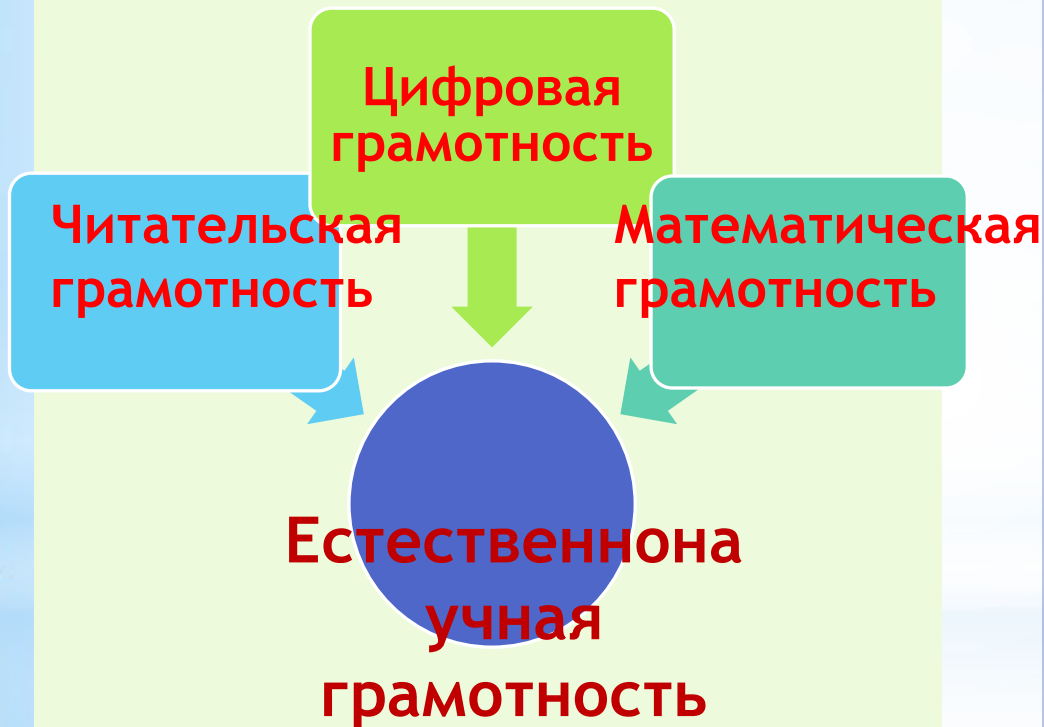 Цифровая
грамотность
Читательская
грамотность
Математическая
грамотность
Естественнона
учная
грамотность